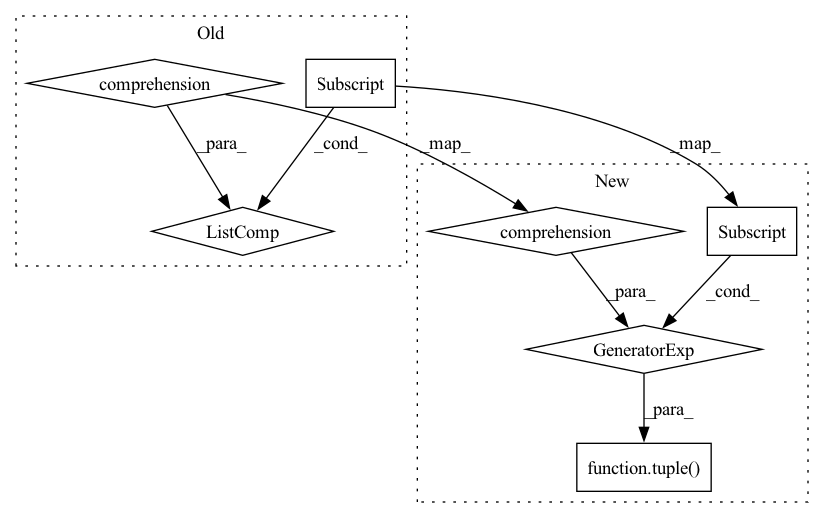 Old
comprehension
Subscript
_para_
_cond_
_map_
_map_
New
ListComp
comprehension
Subscript
_para_
_cond_
GeneratorExp
_para_
function.tuple()